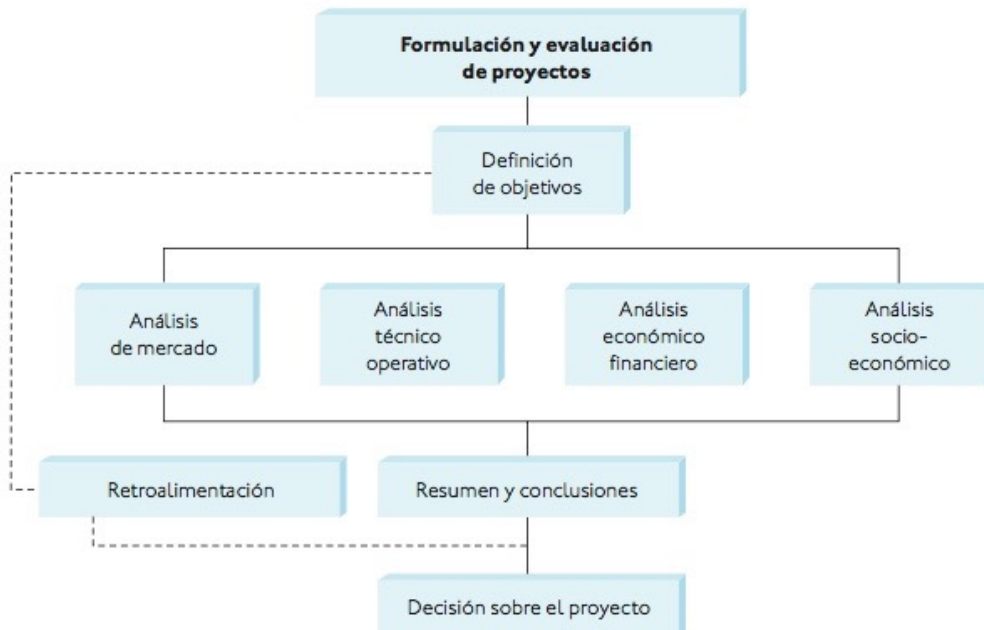 Formulación y evaluación
de proyectos
Definición
de objetivos
Análisis
de mercado
Análisis
técnico
operativo
Análisis
económico
financiero
Análisis
socio-
económico
Retroalimentación
Resumen y conclusiones
Decisión sobre el proyecto